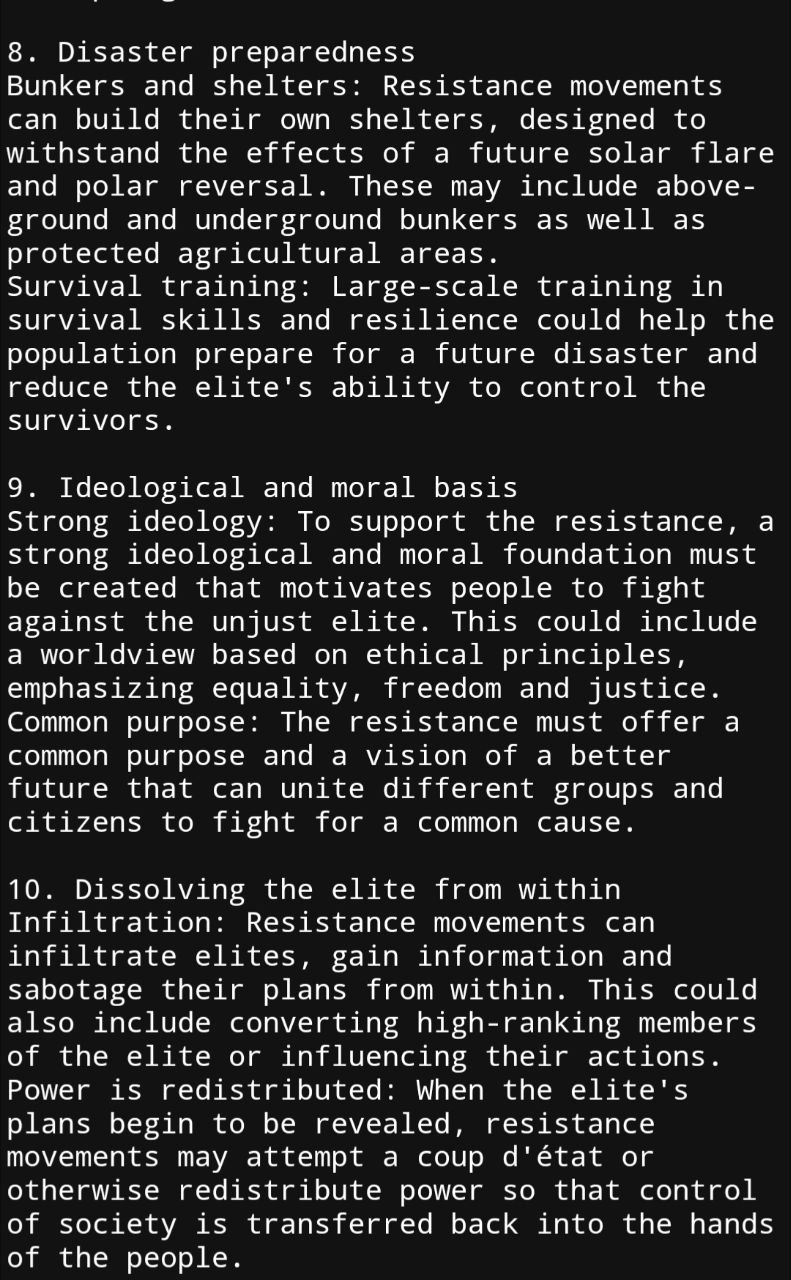 8. Disaster preparedness
Bunkers and shelters: Resistance movements
can build their own shelters, designed to
withstand the effects of a future solar flare
and polar reversal. These may include above-
ground and underground bunkers as well as
protected agricultural areas.
Survival training: Large-scale training in
survival skills and resilience could help the
population prepare for a future disaster and
reduce the elite's ability to control the
survivors.
9. Ideological and moral basis
Strong ideology: To support the resistance, a
strong ideological and moral foundation must
be created that motivates people to fight
against the unjust elite. This could include
a worldview based on ethical principles,
emphasizing equality, freedom and justice.
Common purpose: The resistance must offer a
common purpose and a vision of a better
future that can unite different groups and
citizens to fight for a common cause.
10. Dissolving the elite from within
Infiltration: Resistance movements can
infiltrate elites, gain information and
sabotage their plans from within. This could
also include converting high-ranking members
of the elite or influencing their actions.
Power is redistributed: When the elite's
plans begin to be revealed, resistance
movements may attempt a coup d'état or
otherwise redistribute power so that control
of society is transferred back into the hands
of the people.